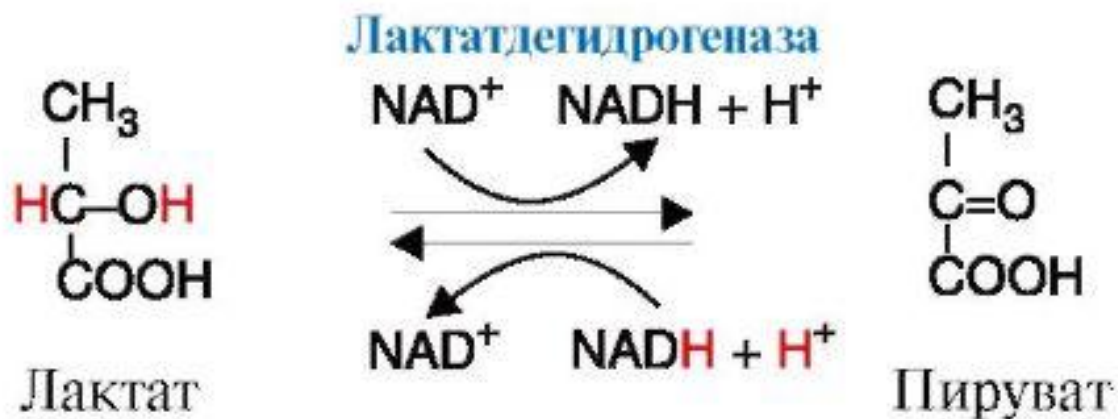 Лактатдегидрогеназа
NAD⁺ NADH + H⁺
CH₃
HC–OH
COOH
Лактат
CH₃
C=O
COOH
Пируват
NAD⁺ NADH + H⁺